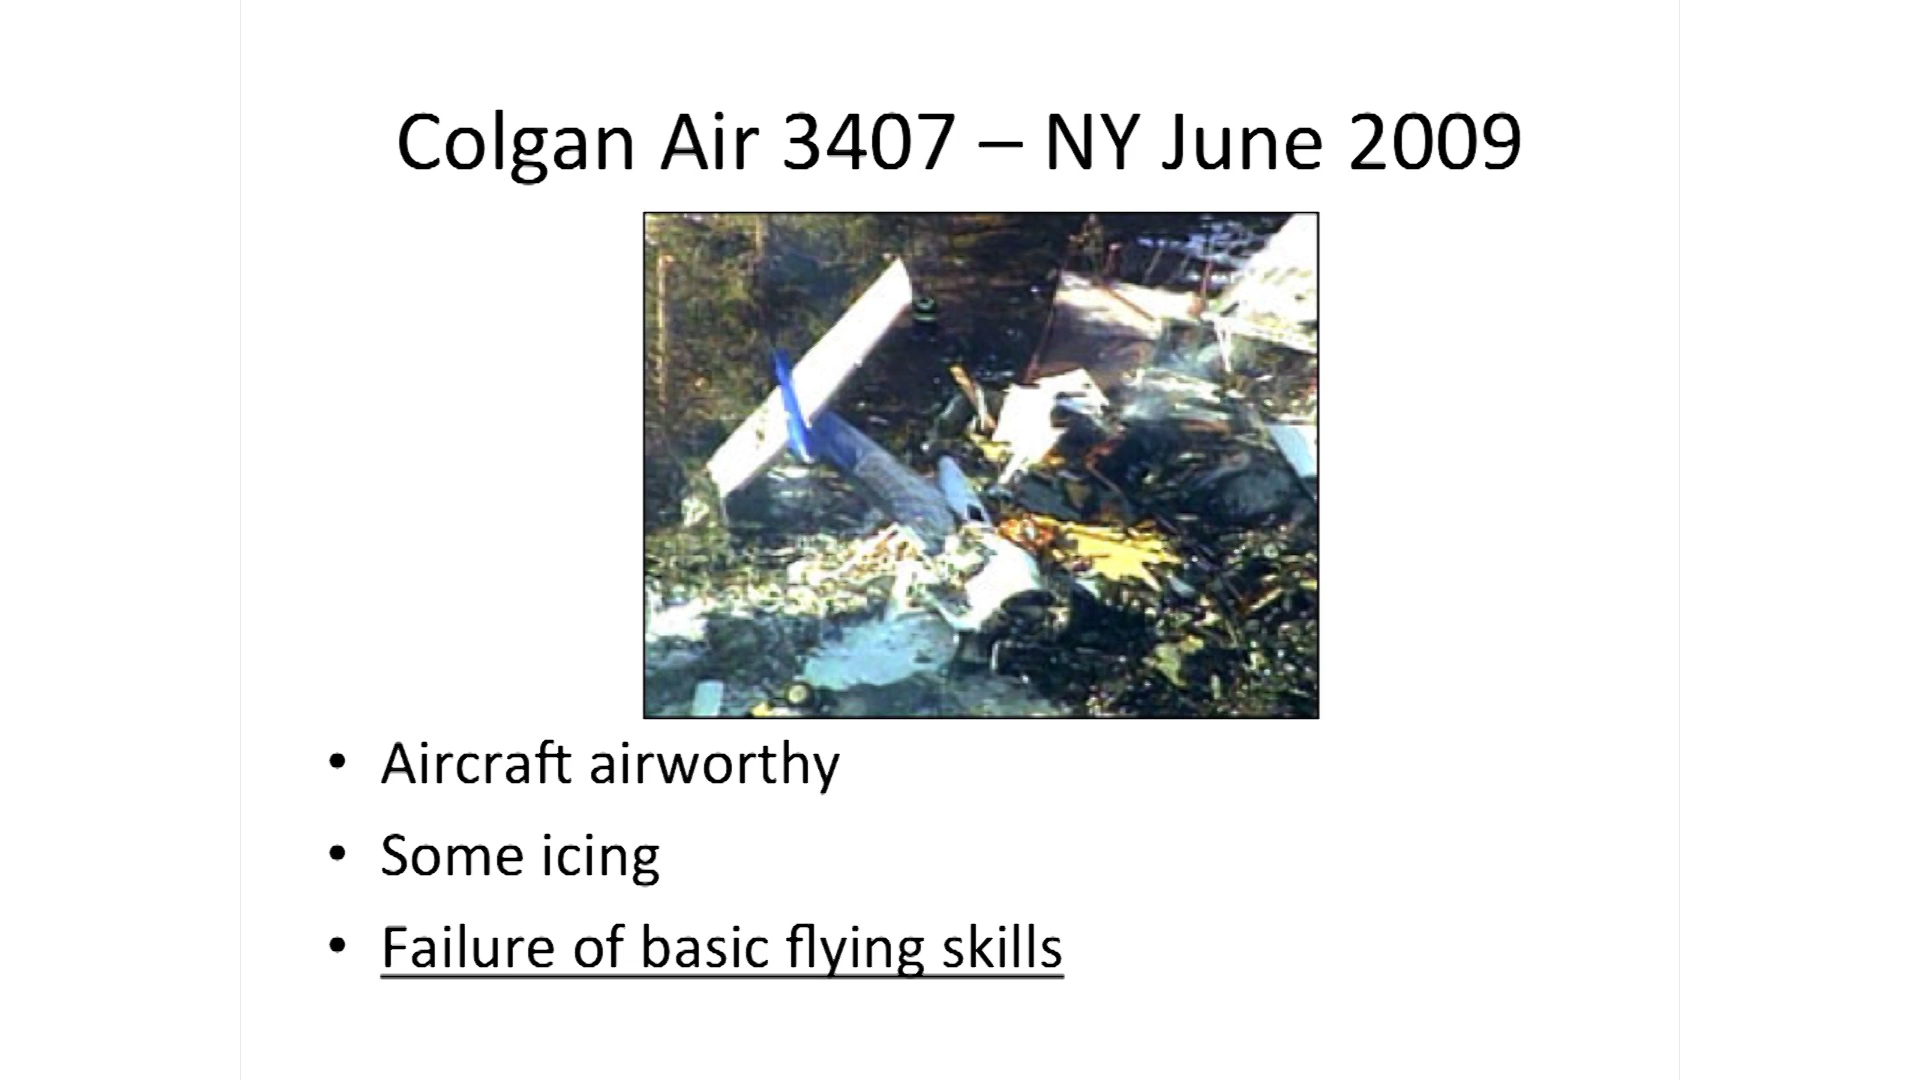 Colgan Air 3407 – NY June 2009
• Aircraft airworthy
• Some icing
• Failure of basic flying skills